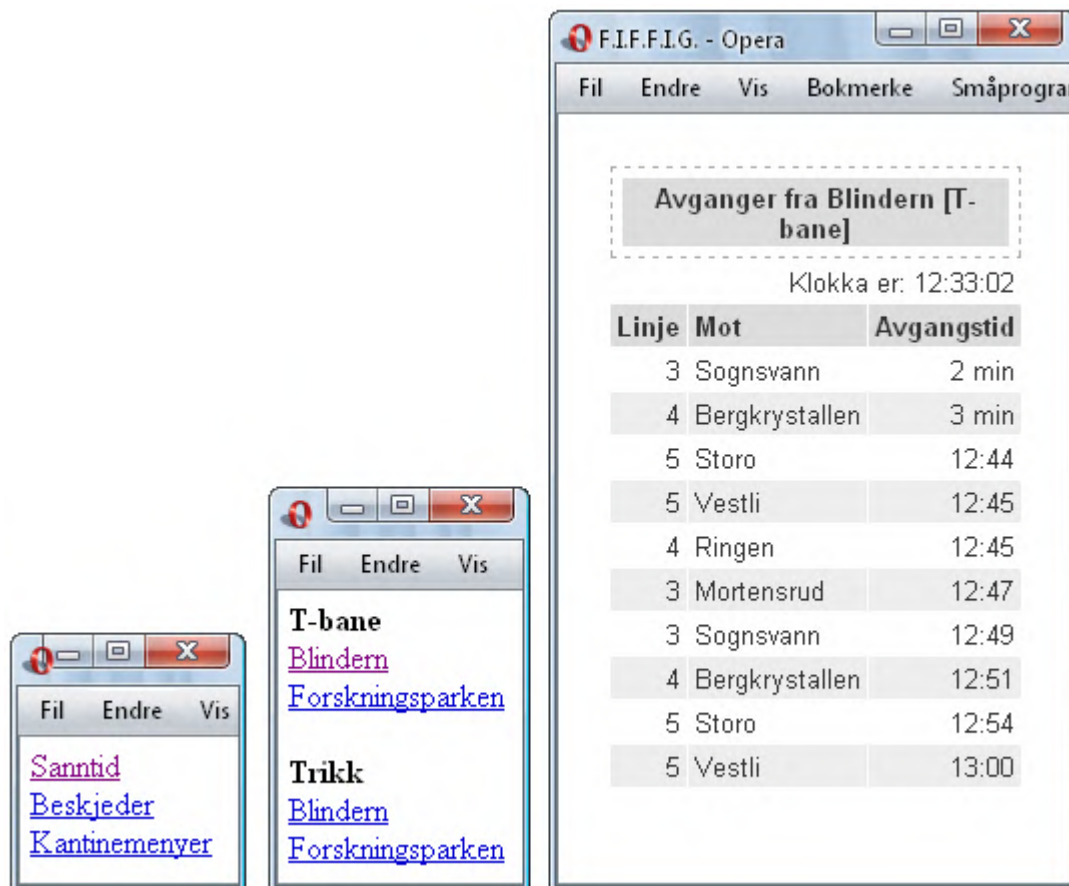 Fil Endre Vis
Sanntid
Beskjeder
Kantinemenyer
Fil Endre Vis
T-bane
Blindern
Forskningsparken
Trikk
Blindern
Forskningsparken
F.I.F.F.I.G. - Opera
Fil Endre Vis Bokmerke Småprogra
Avganger fra Blindern [T-
bane]
Klokka er: 12:33:02
Linje Mot Avgangstid
3 Sognsvann 2 min
4 Bergkrystallen 3 min
5 Storo 12:44
5 Vestli 12:45
4 Ringen 12:45
3 Mortensrud 12:47
3 Sognsvann 12:49
4 Bergkrystallen 12:51
5 Storo 12:54
5 Vestli 13:00